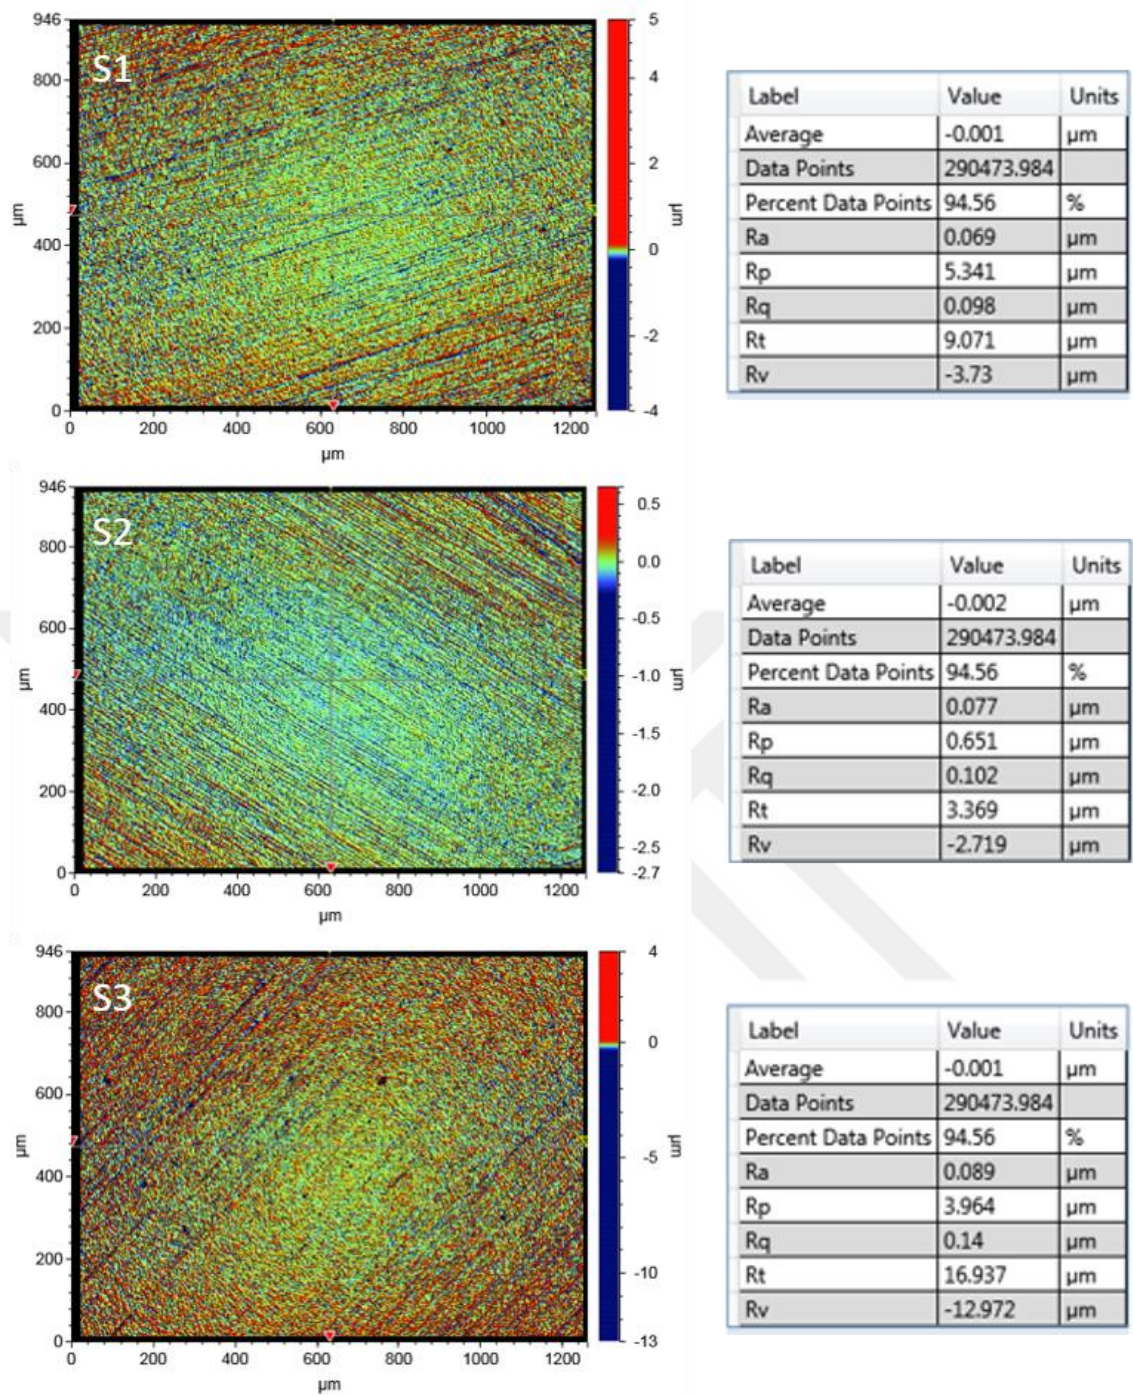 946
800
600
400
200
0
µm
S1
0 200 400 600 800 1000 1200
µm
5
4
2
0
-2
-4
µm
Label Value Units
Average -0.001 µm
Data Points 290473.984
Percent Data Points 94.56 %
Ra 0.069 µm
Rp 5.341 µm
Rq 0.098 µm
Rt 9.071 µm
Rv -3.73 µm
946
800
600
400
200
0
µm
S2
0 200 400 600 800 1000 1200
µm
0.5
0.0
-0.5
-1.0
-1.5
-2.0
-2.5
-2.7
µm
Label Value Units
Average -0.002 µm
Data Points 290473.984
Percent Data Points 94.56 %
Ra 0.077 µm
Rp 0.651 µm
Rq 0.102 µm
Rt 3.369 µm
Rv -2.719 µm
946
800
600
400
200
0
µm
S3
0 200 400 600 800 1000 1200
µm
4
0
-5
-10
-13
µm
Label Value Units
Average -0.001 µm
Data Points 290473.984
Percent Data Points 94.56 %
Ra 0.089 µm
Rp 3.964 µm
Rq 0.14 µm
Rt 16.937 µm
Rv -12.972 µm